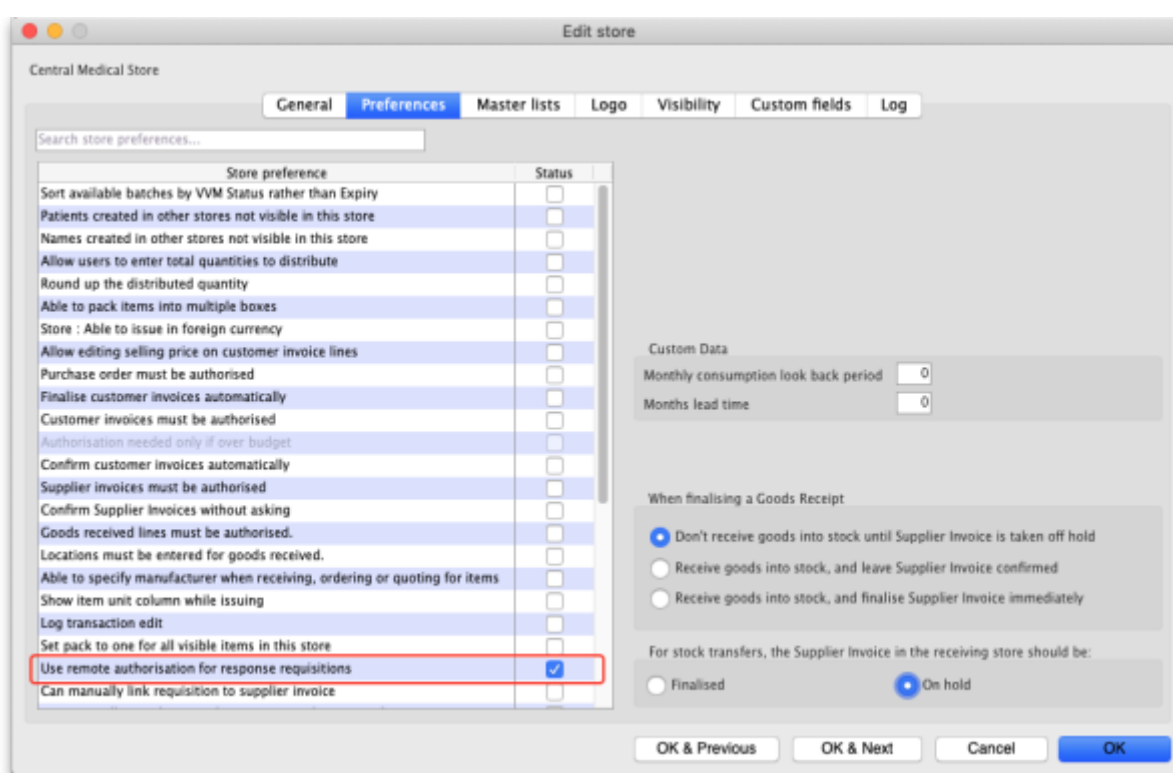 Edit store
Central Medical Store
General Preferences Master lists Logo Visibility Custom fields Log
Search store preferences...
Store preference Status
Sort available batches by VVM Status rather than Expiry
Patients created in other stores not visible in this store
Names created in other stores not visible in this store
Allow users to enter total quantities to distribute
Round up the distributed quantity
Able to pack items into multiple boxes
Store : Able to issue in foreign currency
Allow editing selling price on customer invoice lines
Purchase order must be authorised
Finalise customer invoices automatically
Customer invoices must be authorised
Authorisation needed only if over budget
Confirm customer invoices automatically
Supplier invoices must be authorised
Confirm Supplier Invoices without asking
Goods received lines must be authorised.
Locations must be entered for goods received.
Able to specify manufacturer when receiving, ordering or quoting for items
Show item unit column while issuing
Log transaction edit
Set pack to one for all visible items in this store
Use remote authorisation for response requisitions
Can manually link requisition to supplier invoice
Custom Data
Monthly consumption look back period 0
Months lead time 0
When finalising a Goods Receipt
Don't receive goods into stock until Supplier Invoice is taken off hold
Receive goods into stock, and leave Supplier Invoice confirmed
Receive goods into stock, and finalise Supplier Invoice immediately
For stock transfers, the Supplier Invoice in the receiving store should be:
Finalised On hold
OK & Previous OK & Next Cancel OK